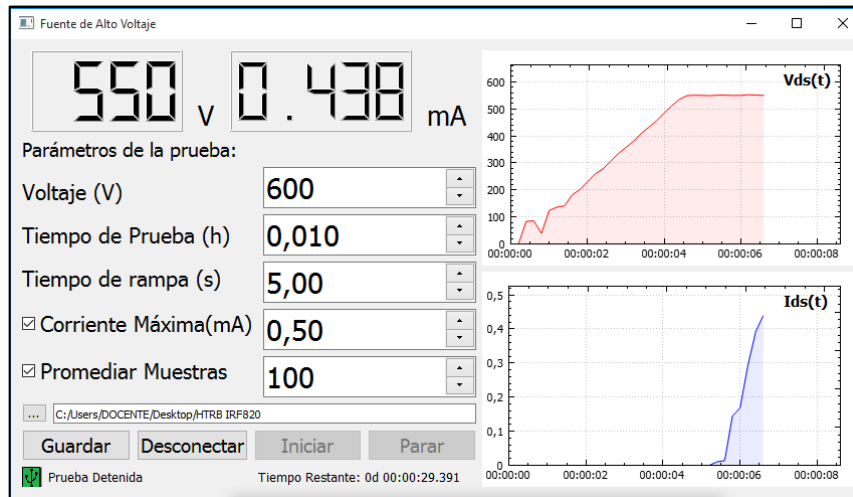 Fuente de Alto Voltaje
550 V 0.438 mA
Parámetros de la prueba:
Voltaje (V) 600
Tiempo de Prueba (h) 0,010
Tiempo de rampa (s) 5,00
Corriente Máxima(mA) 0,50
Promediar Muestras 100
... C:/Users/DOCENTE/Desktop/HTRB IRF820
Guardar Desconectar Iniciar Parar
Prueba Detenida Tiempo Restante: 0d 00:00:29.391
Vds(t)
600
500
400
300
200
100
0
00:00:00 00:00:02 00:00:04 00:00:06 00:00:08
Ids(t)
0,5
0,4
0,3
0,2
0,1
0
00:00:00 00:00:02 00:00:04 00:00:06 00:00:08